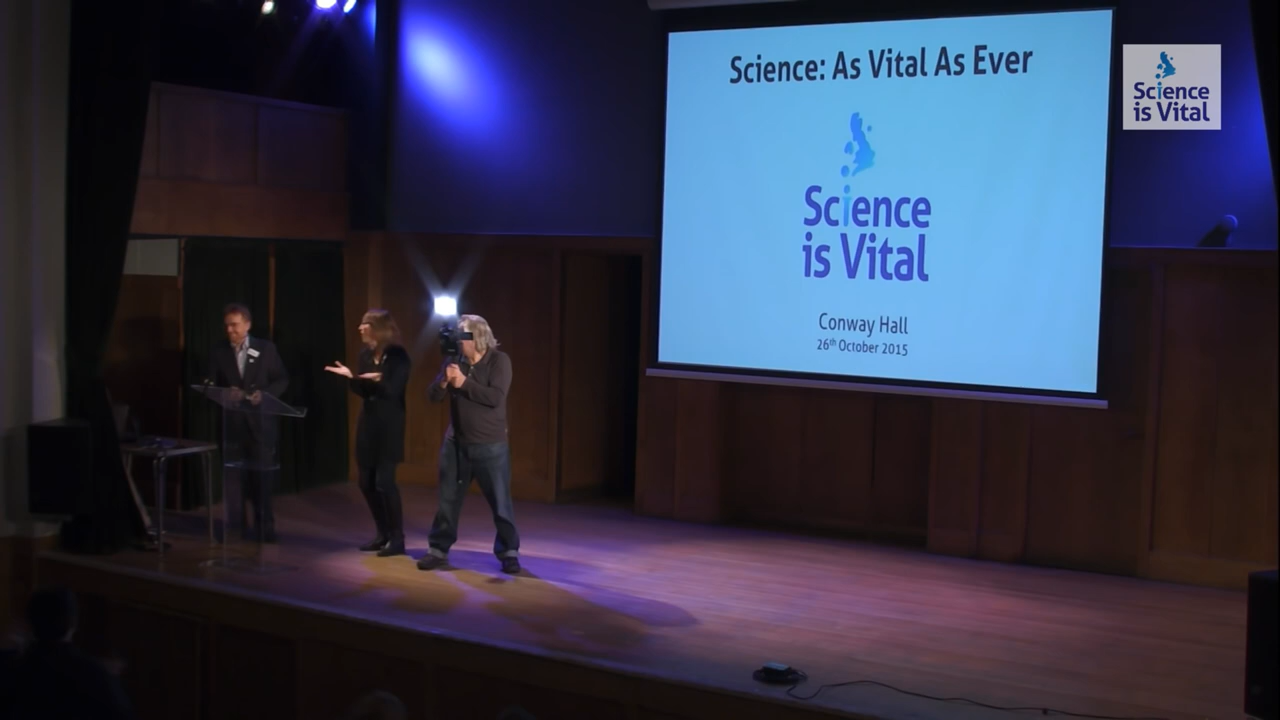 Science: As Vital As Ever
Science
is Vital
Conway Hall
26th October 2015
Science
is Vital